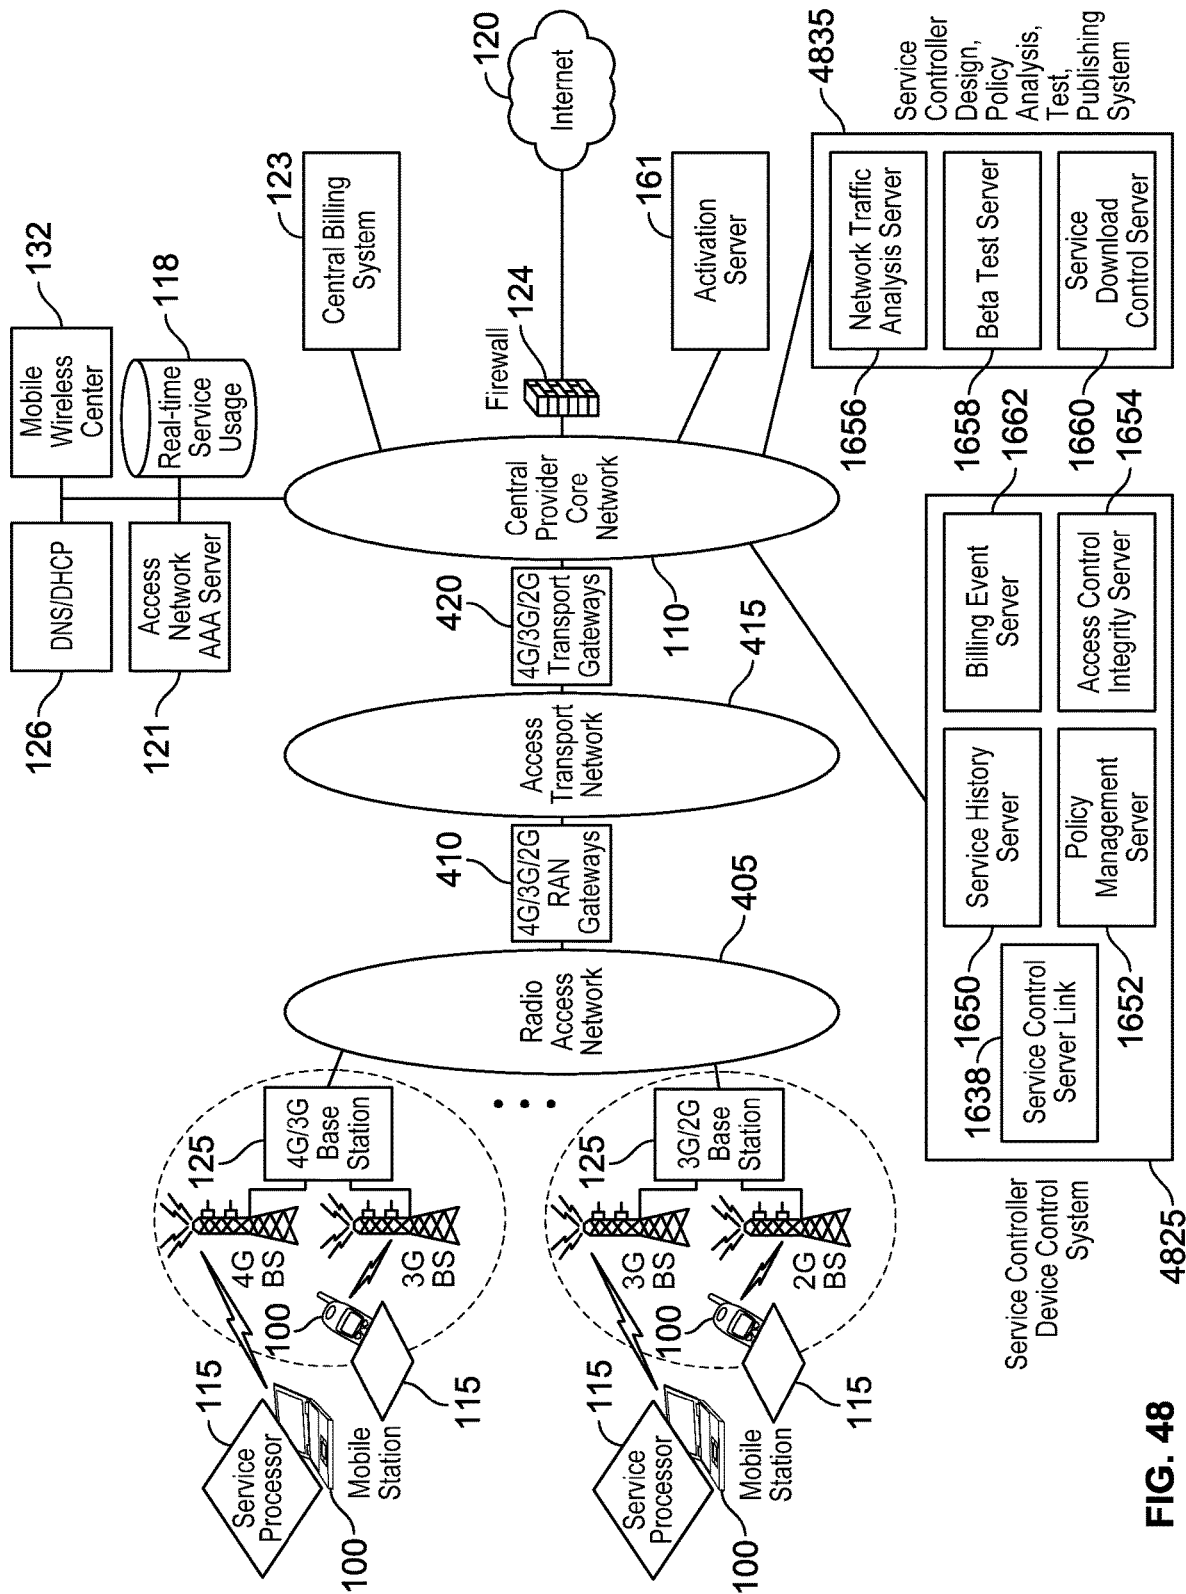 126
DNS/DHCP
Mobile
Wireless
Center
132
121
Access
Network
AAA Server
Real-time
Service
Usage
118
Central Billing
System
123
115
Service
Processor
100
Mobile
Station
4G
BS
100
115
3G
BS
125
4G/3G
Base
Station
Radio
Access
Network
405
410
4G/3G/2G
RAN
Gateways
Access
Transport
Network
415
420
4G/3G/2G
Transport
Gateways
Central
Provider
Core
Network
110
Firewall
124
Internet
120
115
Service
Processor
100
Mobile
Station
3G
BS
100
115
2G
BS
125
3G/2G
Base
Station
Activation
Server
161
Service Controller
Device Control
System
4825
1638
Service Control
Server Link
1650
Service History
Server
Billing Event
Server
1662
1652
Policy
Management
Server
Access Control
Integrity Server
1654
1656
Network Traffic
Analysis Server
1658
Beta Test Server
1660
Service
Download
Control Server
4835
Service
Controller
Design,
Policy
Analysis,
Test,
Publishing
System
FIG. 48